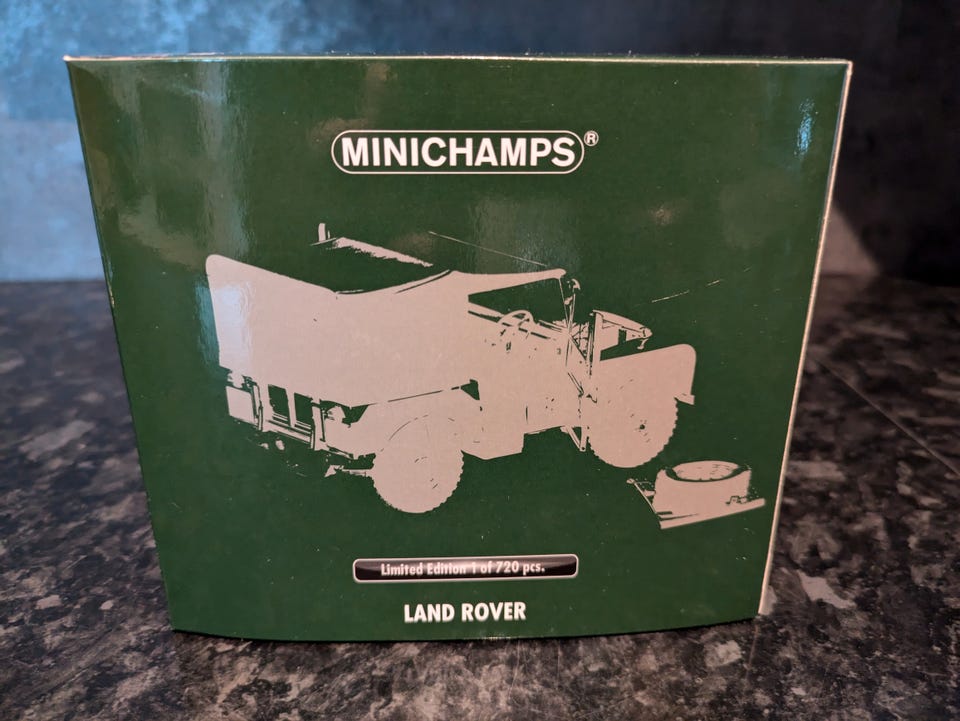 MINICHAMPS®
Limited Edition 1 of 720 pcs.
LAND ROVER